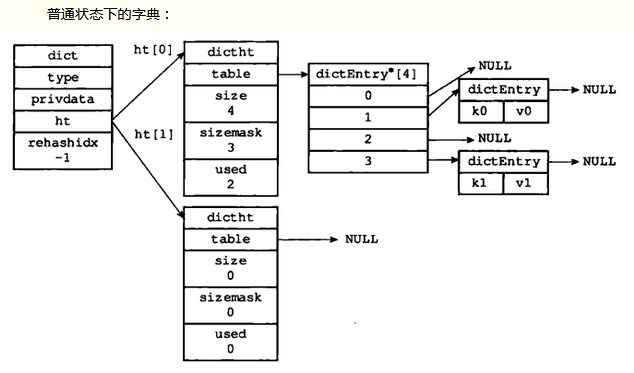 普通状态下的字典：
dict
type
privdata
ht
rehashidx
-1
ht[0]
ht[1]
dictht
table
size
4
sizemask
3
used
2
dictht
table
size
0
sizemask
0
used
0
NULL
dictEntry*[4]
0
1
2
3
NULL
dictEntry
k0 v0
NULL
NULL
dictEntry
k1 v1
NULL